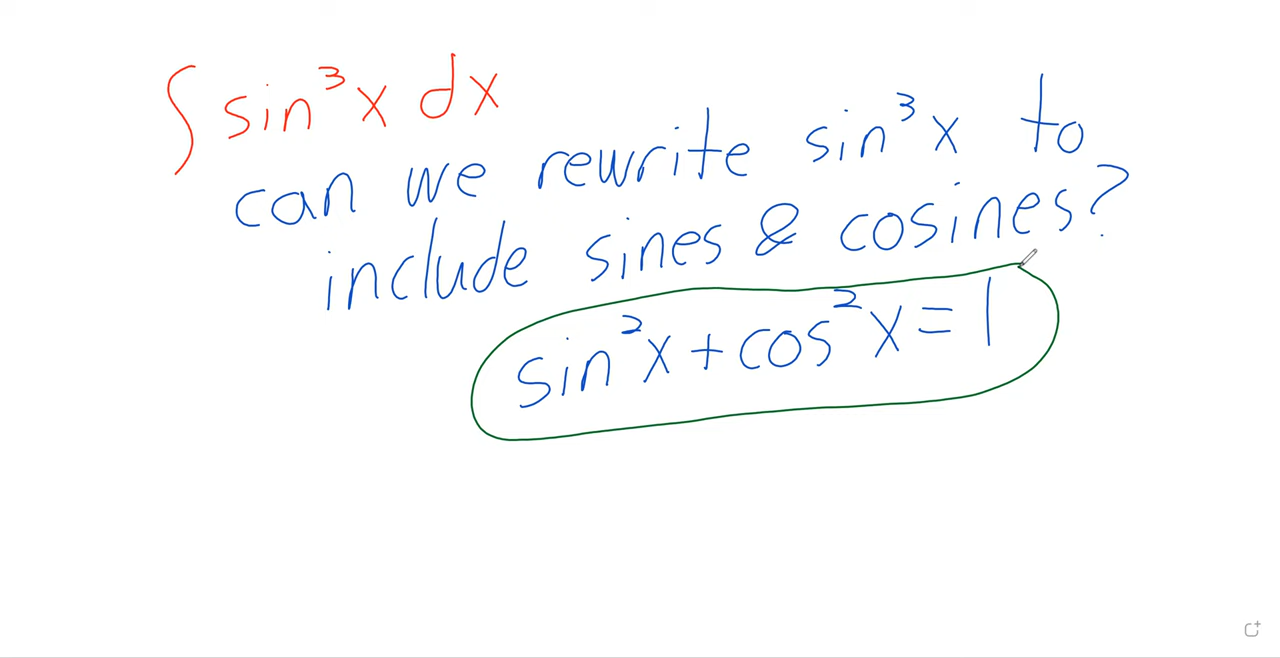 ∫ sin³x dx
can we rewrite sin³x to
include sines & cosines?
sin²x + cos²x = 1